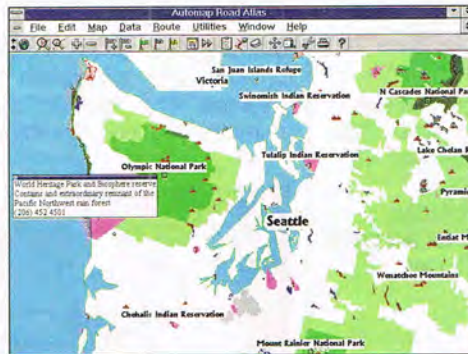 Automap Road Atlas
File Edit Map Data Route Utilities Window Help
San Juan Islands Refuge
Victoria
N Cascades National Pa
Swinomish Indian Reservation
Tulalip Indian Reservation
Lake Chelan R
Olympic National Park
World Heritage Park and Biosphere reserve
Contains and extraordinary remnant of the
Pacific Northwest rain forest
(206) 452 4501
Pyrami
Seattle
Entiat M
Wenatchee Mountains
Chehalis Indian Reservation
Mount Rainier National Park